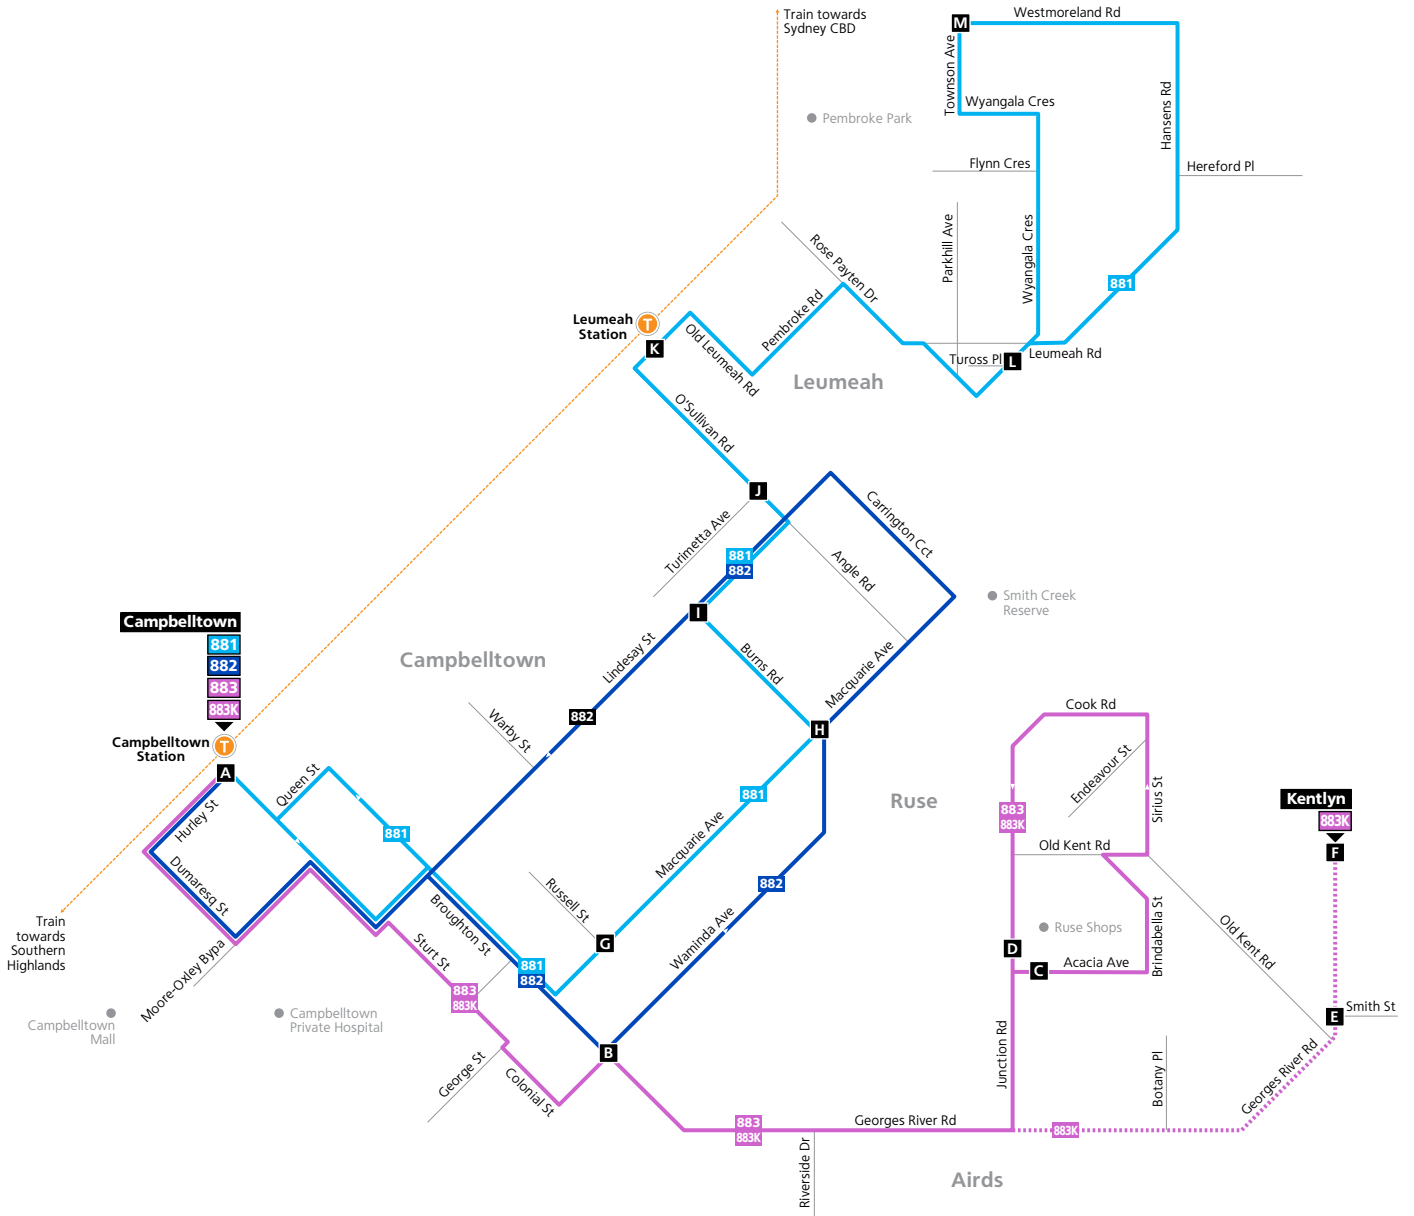 Train towards
Sydney CBD
M
Westmoreland Rd
Townson Ave
Wyangala Cres
Hansens Rd
Pembroke Park
Flynn Cres
Hereford Pl
Parkhill Ave
Wyangala Cres
Rose Payten Dr
881
Pembroke Rd
Leumeah
Station
T
K
Old Leumeah Rd
Tuross Pl
L
Leumeah Rd
Leumeah
O'Sullivan Rd
J
Carrington Cct
Turimetta Ave
881
882
Angle Rd
Smith Creek
Reserve
I
Campbelltown
881
882
883
883K
Campbelltown
Station
T
A
Campbelltown
Lindesay St
Burns Rd
Macquarie Ave
Warby St
882
H
Cook Rd
Queen St
Endeavour St
Sirius St
Ruse
881
Kentlyn
883K
F
Hurley St
881
883
883K
Macquarie Ave
Old Kent Rd
Dumaresq St
Russell St
882
Broughton St
Waminda Ave
Brindabella St
Old Kent Rd
Ruse Shops
Train
towards
Southern
Highlands
Sturt St
G
D
C
Acacia Ave
Moore-Oxley Bypa
881
882
883
883K
Campbelltown
Mall
Campbelltown
Private Hospital
E
Smith St
B
George St
Colonial St
Junction Rd
Botany Pl
Georges River Rd
883
883K
Georges River Rd
883K
Riverside Dr
Airds